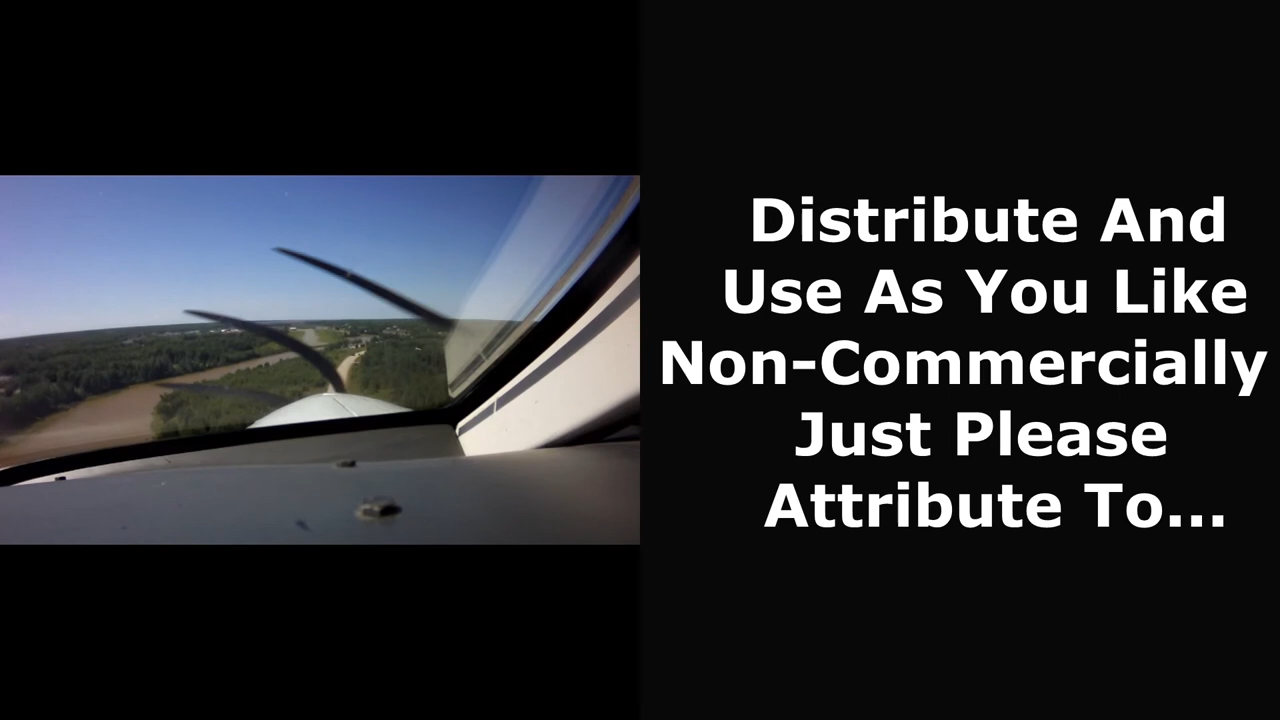 Distribute And
Use As You Like
Non-Commercially
Just Please
Attribute To...